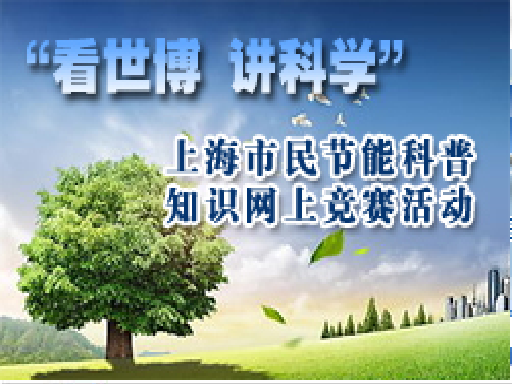 “看世博 讲科学”
上海市民节能科普
知识网上竞赛活动